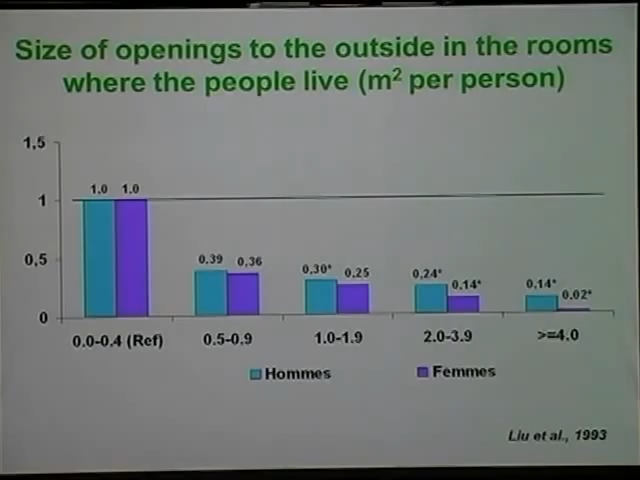 Size of openings to the outside in the rooms
where the people live (m² per person)
1,5
1
0,5
0
1,0 1,0
0,39 0,36
0,30* 0,25
0,24* 0,14*
0,14* 0,02*
0.0-0.4 (Ref) 0.5-0.9 1.0-1.9 2.0-3.9 >=4.0
Hommes Femmes
Liu et al., 1993